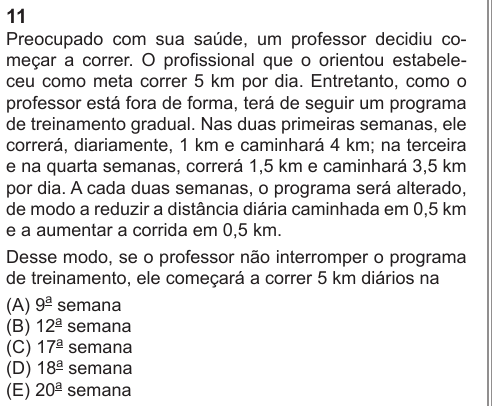 11
Preocupado com sua saúde, um professor decidiu co-
meçar a correr. O profissional que o orientou estabele-
ceu como meta correr 5 km por dia. Entretanto, como o
professor está fora de forma, terá de seguir um programa
de treinamento gradual. Nas duas primeiras semanas, ele
correrá, diariamente, 1 km e caminhará 4 km; na terceira
e na quarta semanas, correrá 1,5 km e caminhará 3,5 km
por dia. A cada duas semanas, o programa será alterado,
de modo a reduzir a distância diária caminhada em 0,5 km
e a aumentar a corrida em 0,5 km.
Desse modo, se o professor não interromper o programa
de treinamento, ele começará a correr 5 km diários na
(A) 9ª semana
(B) 12ª semana
(C) 17ª semana
(D) 18ª semana
(E) 20ª semana